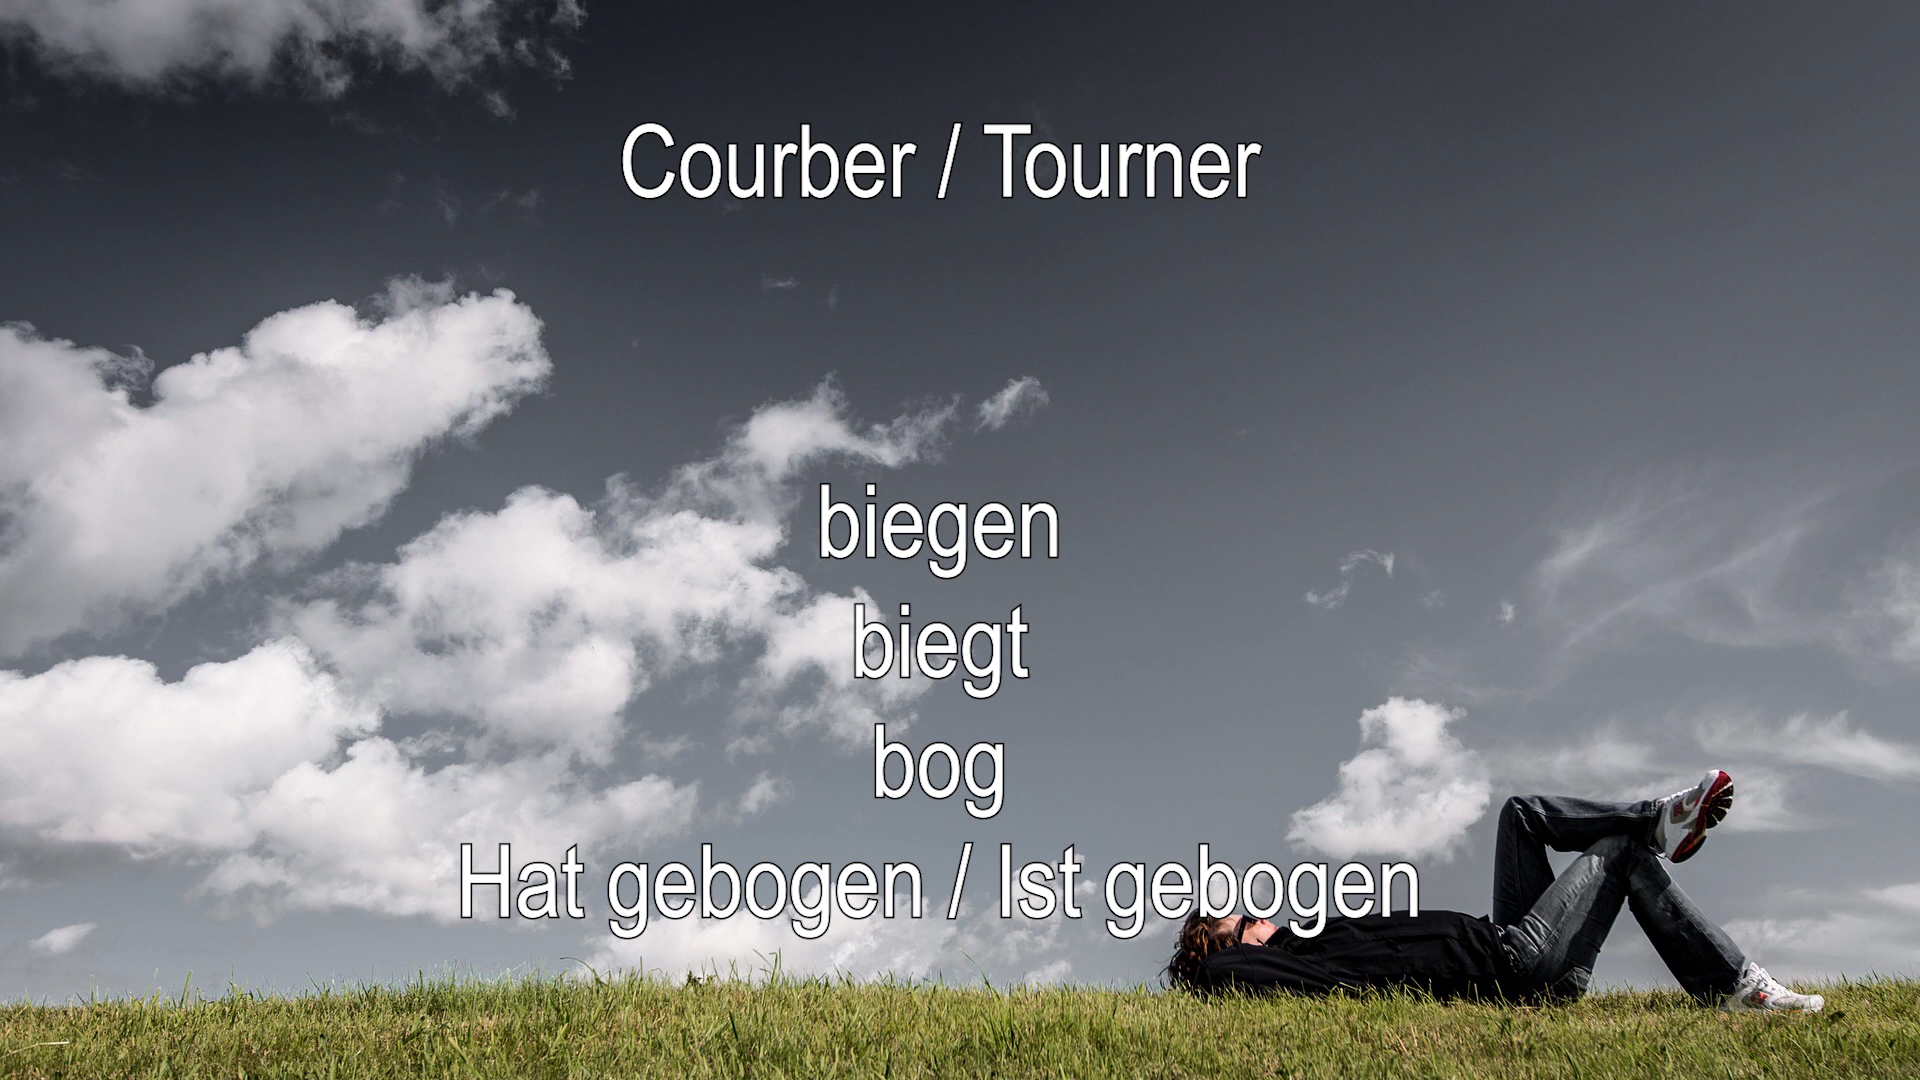 Courber / Tourner
biegen
biegt
bog
Hat gebogen / Ist gebogen